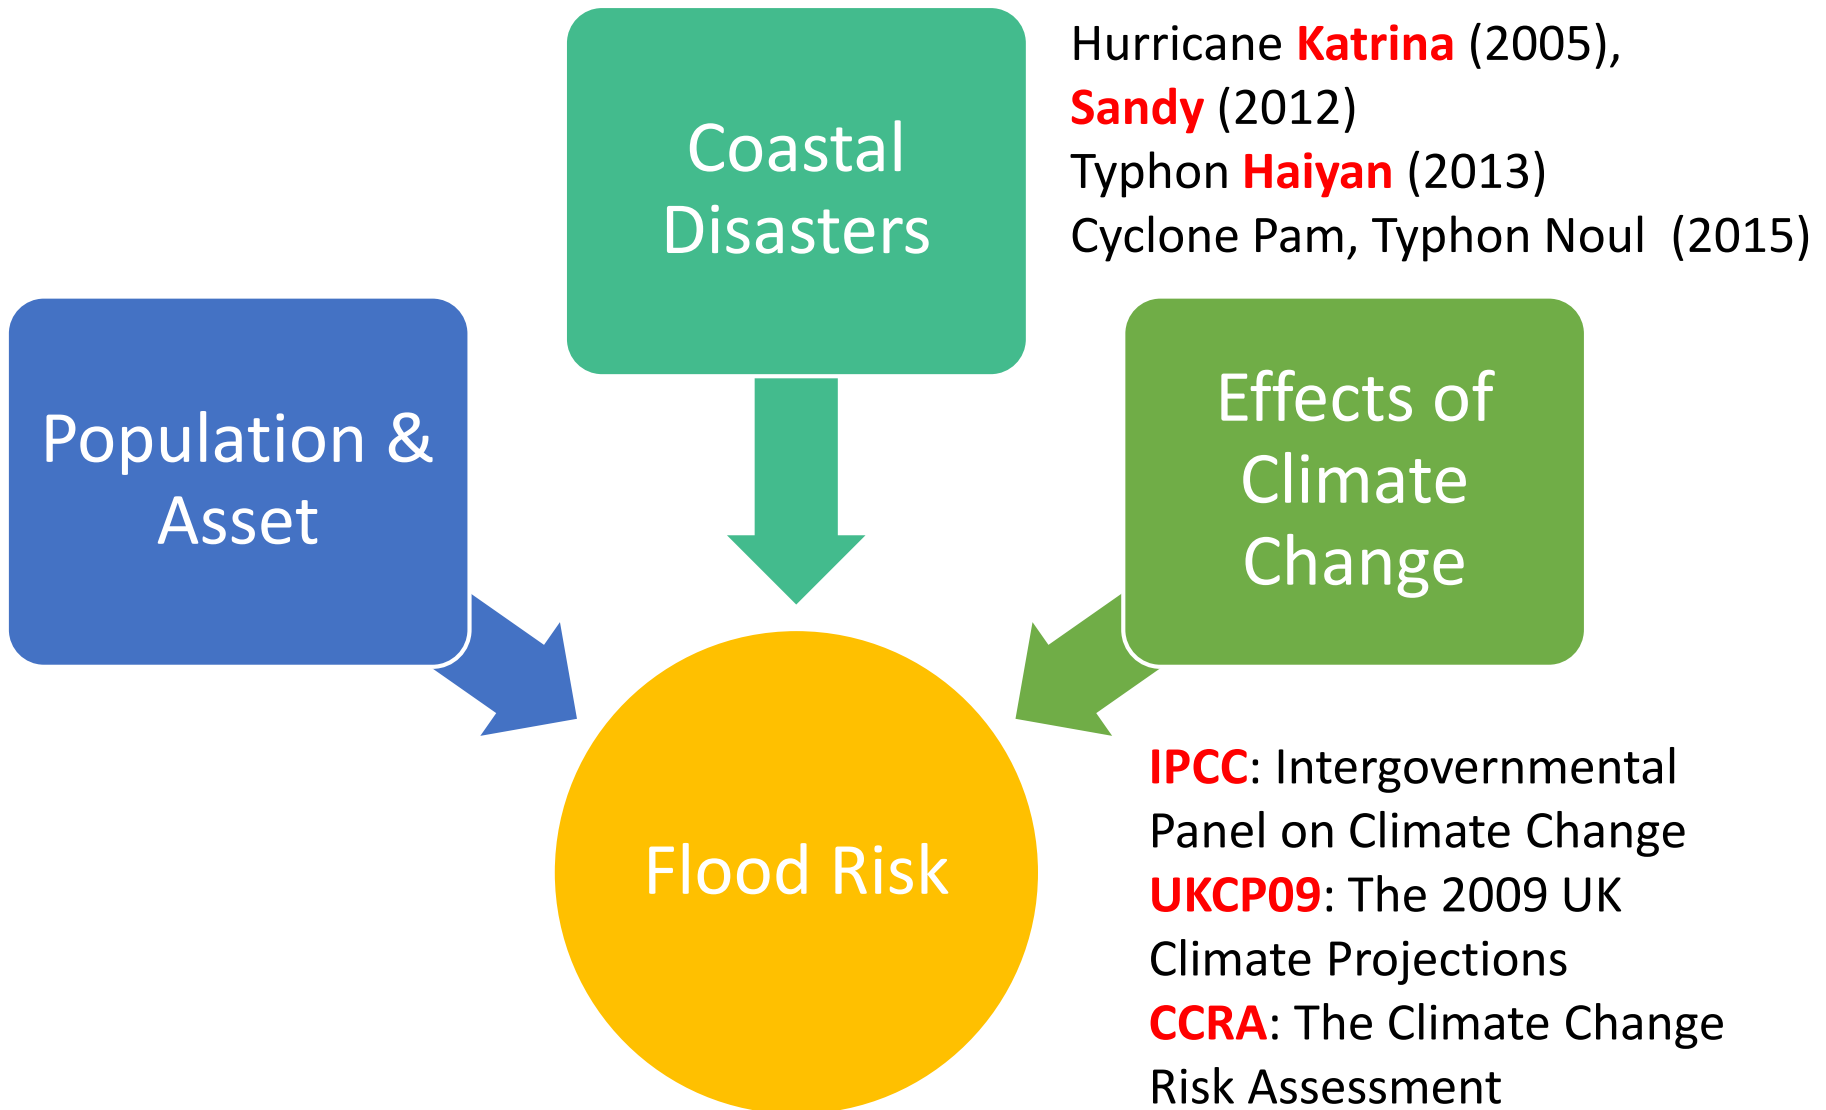 Coastal
Disasters
Hurricane Katrina (2005),
Sandy (2012)
Typhon Haiyan (2013)
Cyclone Pam, Typhon Noul  (2015)
Population &
Asset
Effects of
Climate
Change
Flood Risk
IPCC: Intergovernmental
Panel on Climate Change
UKCP09: The 2009 UK
Climate Projections
CCRA: The Climate Change
Risk Assessment